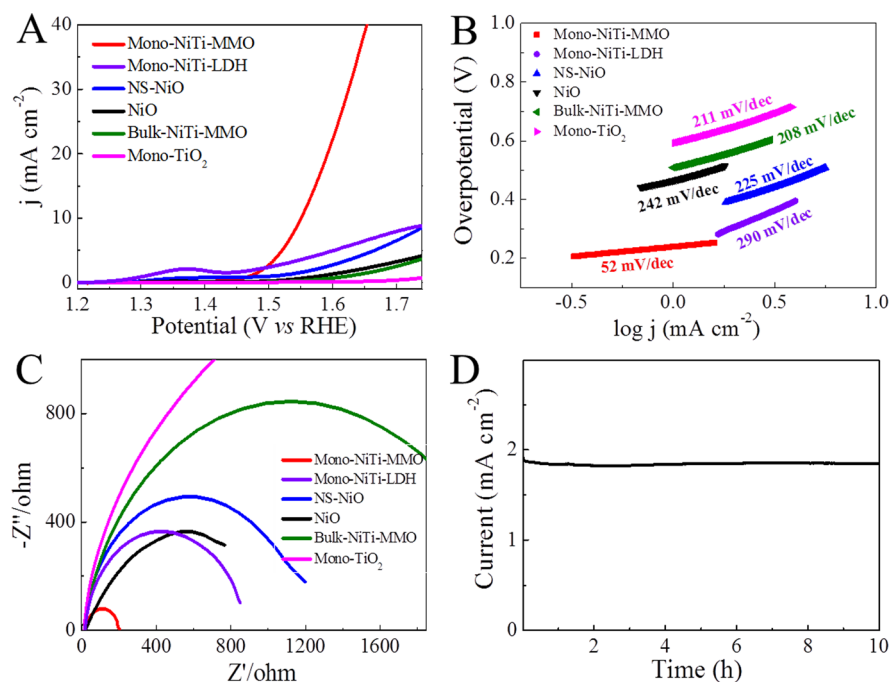 A
40
30
20
10
0
j (mA cm⁻²)
Mono-NiTi-MMO
Mono-NiTi-LDH
NS-NiO
NiO
Bulk-NiTi-MMO
Mono-TiO₂
1.2 1.3 1.4 1.5 1.6 1.7
Potential (V vs RHE)
B
1.0
0.8
0.6
0.4
0.2
Overpotential (V)
Mono-NiTi-MMO
Mono-NiTi-LDH
NS-NiO
NiO
Bulk-NiTi-MMO
Mono-TiO₂
211 mV/dec
208 mV/dec
242 mV/dec
225 mV/dec
290 mV/dec
52 mV/dec
-0.5 0.0 0.5 1.0
log j (mA cm⁻²)
C
800
400
0
-Z''/ohm
Mono-NiTi-MMO
Mono-NiTi-LDH
NS-NiO
NiO
Bulk-NiTi-MMO
Mono-TiO₂
0 400 800 1200 1600
Z'/ohm
D
3
2
1
0
Current (mA cm⁻²)
2 4 6 8 10
Time (h)